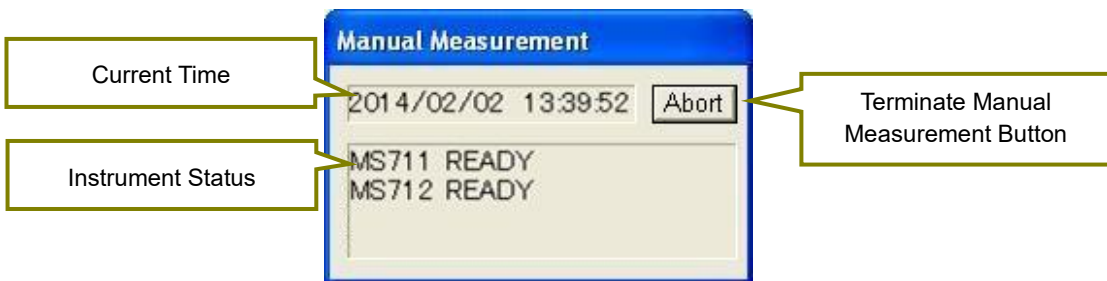 Manual Measurement
Current Time
2014/02/02 13:39:52
Abort
Terminate Manual
Measurement Button
Instrument Status
MS711 READY
MS712 READY